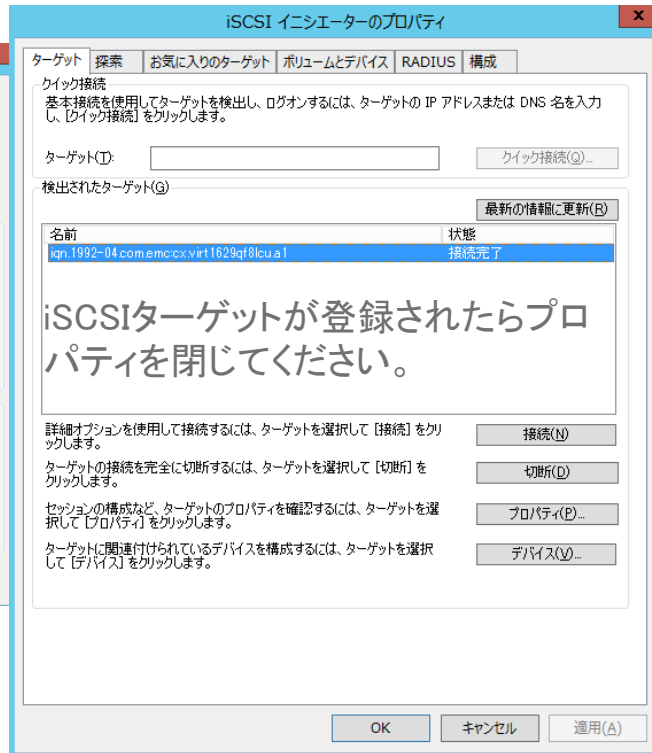 iSCSI イニシエーターのプロパティ
x
ターゲット 探索 お気に入りのターゲット ボリュームとデバイス RADIUS 構成
クイック接続
基本接続を使用してターゲットを検出し、ログオンするには、ターゲットの IP アドレスまたは DNS 名を入力
し、[クイック接続] をクリックします。
ターゲット(T): クイック接続(Q)...
検出されたターゲット(G)
最新の情報に更新(R)
名前 状態
iqn.1992-04.com.emc:cx.virt1629qf8lcu.a1 接続完了
iSCSIターゲットが登録されたらプロ
パティを閉じてください。
詳細オプションを使用して接続するには、ターゲットを選択して [接続] をクリ
ックします。
接続(N)
ターゲットの接続を完全に切断するには、ターゲットを選択して [切断] を
クリックします。
切断(D)
セッションの構成など、ターゲットのプロパティを確認するには、ターゲットを選
択して [プロパティ] をクリックします。
プロパティ(P)...
ターゲットに関連付けられているデバイスを構成するには、ターゲットを選択
して [デバイス] をクリックします。
デバイス(V)...
OK キャンセル 適用(A)